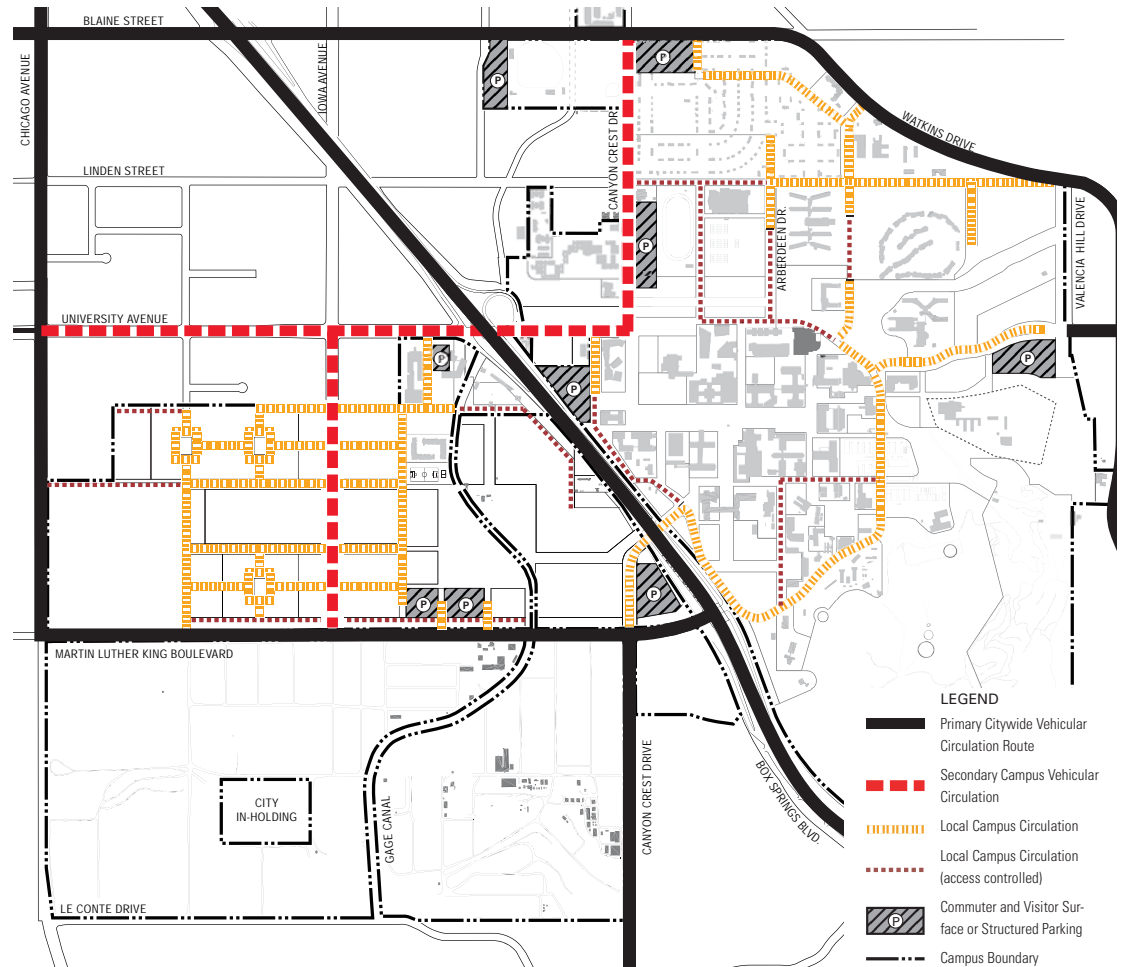 BLAINE STREET
CHICAGO AVENUE
IOWA AVENUE
P
P
CANYON CREST DR.
WATKINS DRIVE
LINDEN STREET
P
ARBERDEEN DR.
VALENCIA HILL DRIVE
UNIVERSITY AVENUE
P
P
P
P
P
P
MARTIN LUTHER KING BOULEVARD
CITY
IN-HOLDING
GAGE CANAL
CANYON CREST DRIVE
BOX SPRINGS BLVD.
LE CONTE DRIVE
LEGEND
Primary Citywide Vehicular
Circulation Route
Secondary Campus Vehicular
Circulation
Local Campus Circulation
Local Campus Circulation
(access controlled)
P
Commuter and Visitor Sur-
face or Structured Parking
Campus Boundary